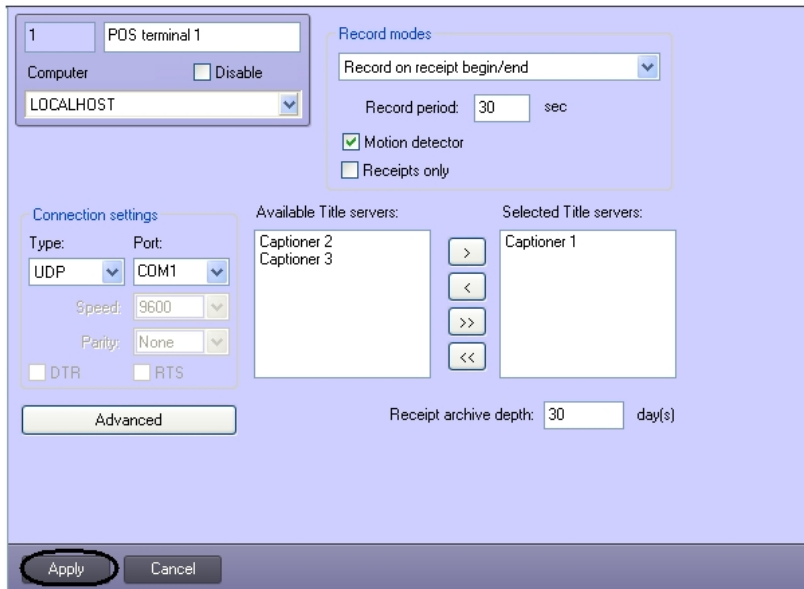 1 POS terminal 1
Computer Disable
LOCALHOST
Record modes
Record on receipt begin/end
Record period: 30 sec
Motion detector
Receipts only
Connection settings
Type: Port:
UDP COM1
Speed: 9600
Parity: None
DTR RTS
Advanced
Available Title servers:
Captioner 2
Captioner 3
>
<
>>
<<
Selected Title servers:
Captioner 1
Receipt archive depth: 30 day(s)
Apply Cancel